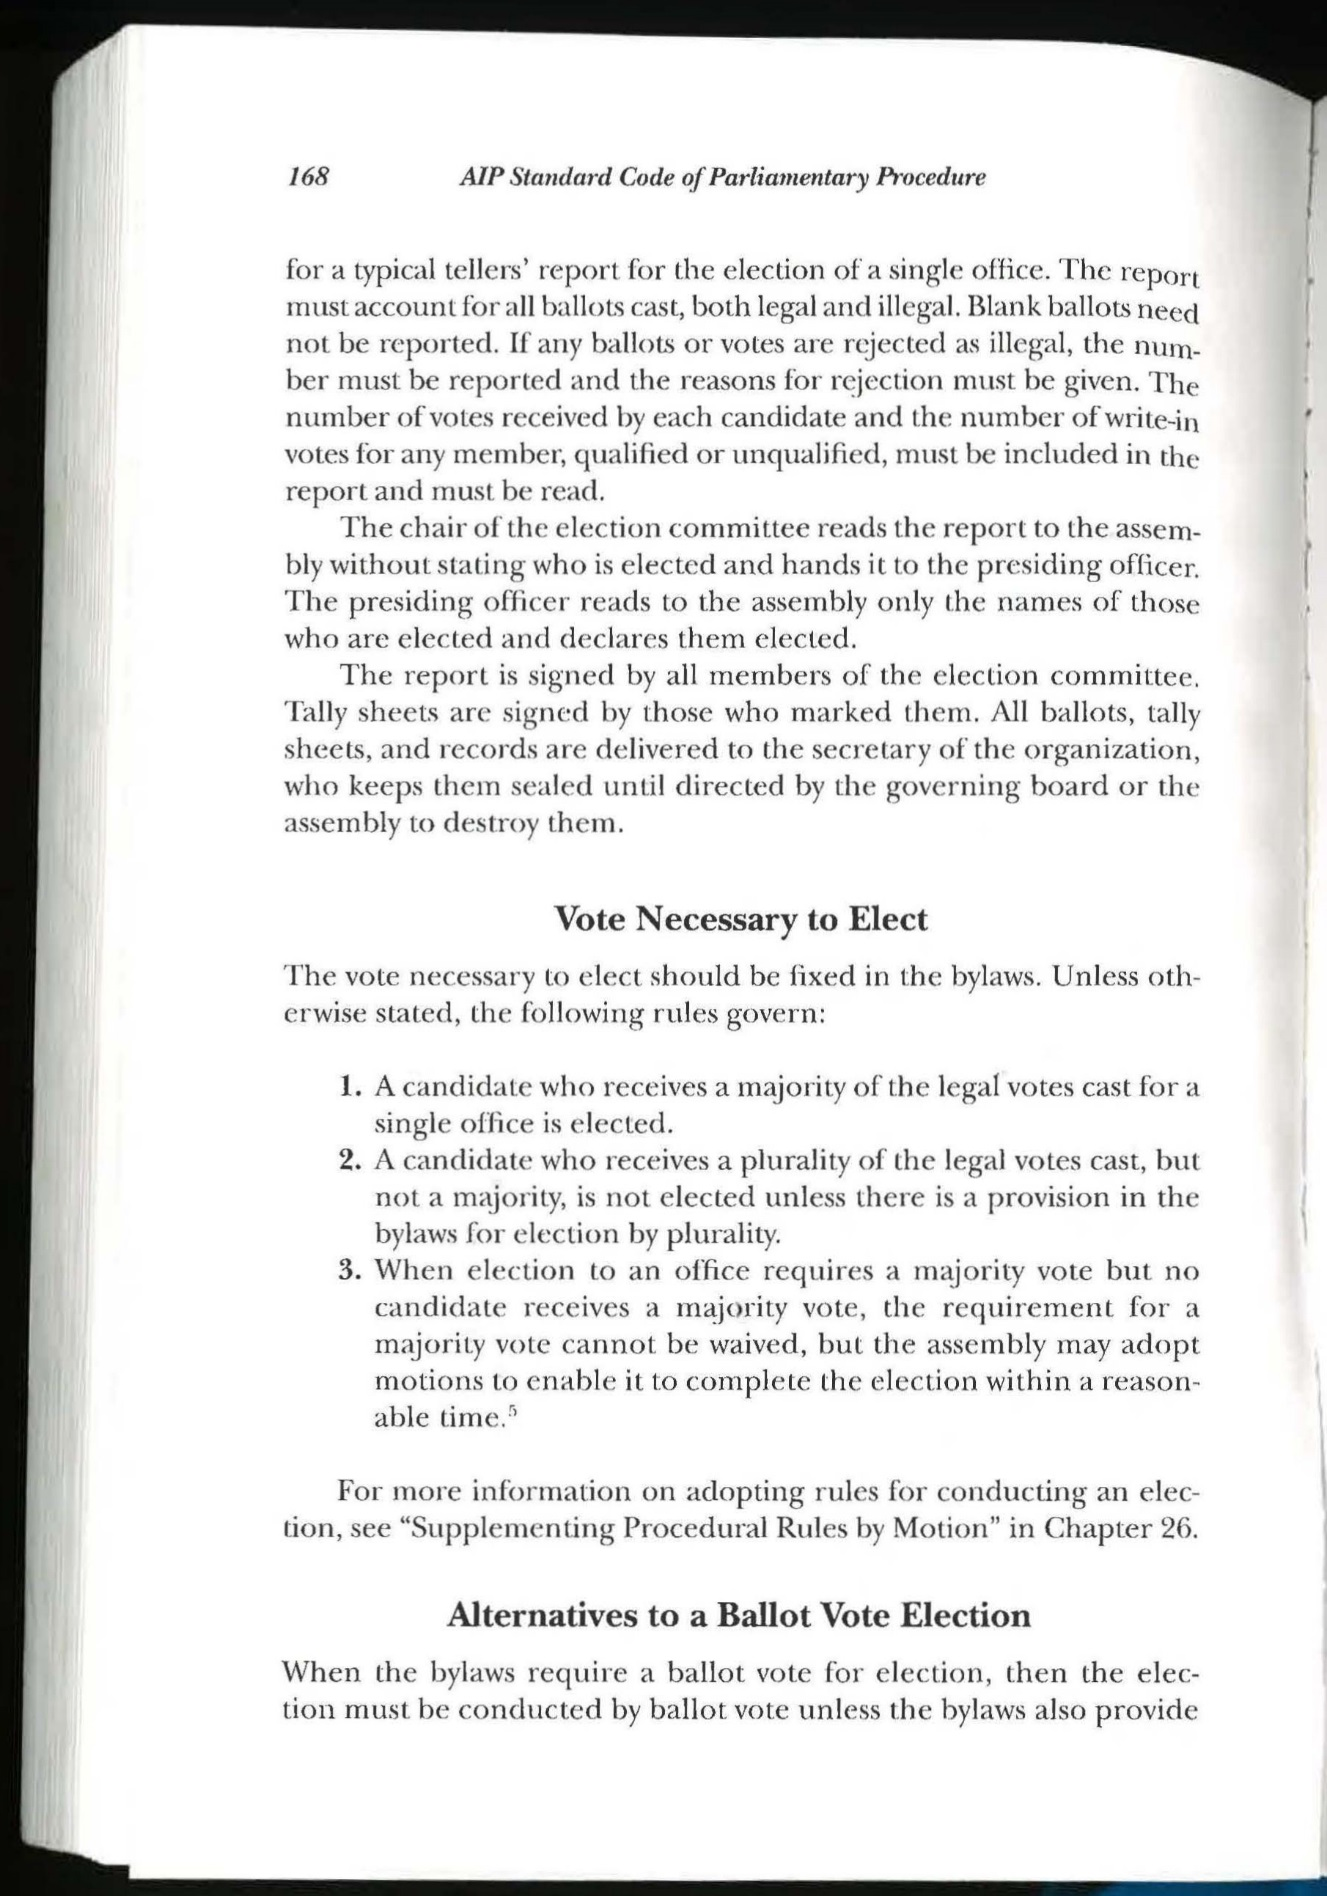 168 AIP Standard Code of Parliamentary Procedure
for a typical tellers’ report for the election of a single office. The report
must account for all ballots cast, both legal and illegal. Blank ballots need
not be reported. If any ballots or votes are rejected as illegal, the num-
ber must be reported and the reasons for rejection must be given. The
number of votes received by each candidate and the number of write-in
votes for any member, qualified or unqualified, must be included in the
report and must be read.
The chair of the election committee reads the report to the assem-
bly without stating who is elected and hands it to the presiding officer.
The presiding officer reads to the assembly only the names of those
who are elected and declares them elected.
The report is signed by all members of the election committee.
Tally sheets are signed by those who marked them. All ballots, tally
sheets, and records are delivered to the secretary of the organization,
who keeps them sealed until directed by the governing board or the
assembly to destroy them.
Vote Necessary to Elect
The vote necessary to elect should be fixed in the bylaws. Unless oth-
erwise stated, the following rules govern:
1. A candidate who receives a majority of the legal votes cast for a
single office is elected.
2. A candidate who receives a plurality of the legal votes cast, but
not a majority, is not elected unless there is a provision in the
bylaws for election by plurality.
3. When election to an office requires a majority vote but no
candidate receives a majority vote, the requirement for a
majority vote cannot be waived, but the assembly may adopt
motions to enable it to complete the election within a reason-
able time.⁵
For more information on adopting rules for conducting an elec-
tion, see “Supplementing Procedural Rules by Motion” in Chapter 26.
Alternatives to a Ballot Vote Election
When the bylaws require a ballot vote for election, then the elec-
tion must be conducted by ballot vote unless the bylaws also provide